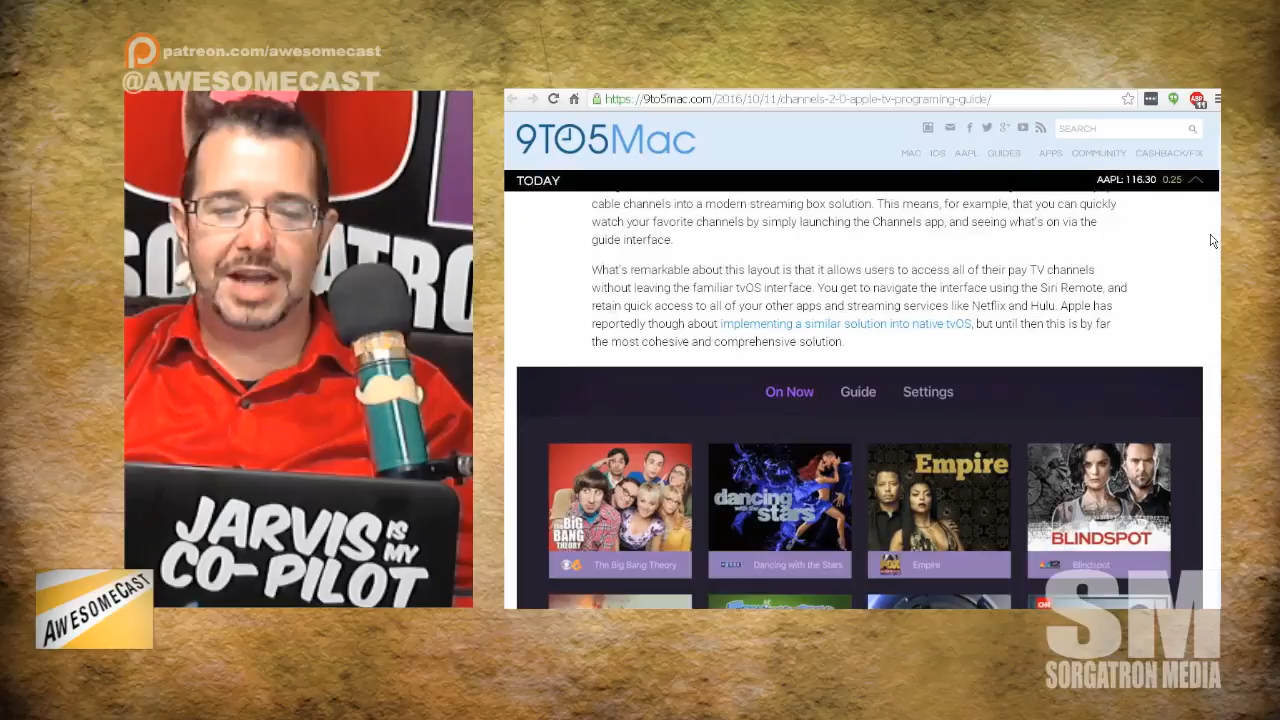 patreon.com/awesomecast
@AWESOMECAST
JARVIS IS MY
CO-PILOT
AWESOMECAST
https://9to5mac.com/2016/10/11/channels-2-0-apple-tv-programing-guide/
ABP
11
9TO5Mac
SEARCH
MAC IOS AAPL GUIDES APPS COMMUNITY CASHBACK/FIX
TODAY
AAPL: 116.30 0.25
cable channels into a modern streaming box solution. This means, for example, that you can quickly
watch your favorite channels by simply launching the Channels app, and seeing what's on via the
guide interface.
What's remarkable about this layout is that it allows users to access all of their pay TV channels
without leaving the familiar tvOS interface. You get to navigate the interface using the Siri Remote, and
retain quick access to all of your other apps and streaming services like Netflix and Hulu. Apple has
reportedly though about implementing a similar solution into native tvOS, but until then this is by far
the most cohesive and comprehensive solution.
On Now Guide Settings
THE BIG BANG THEORY
dancing with the stars
Empire
BLINDSPOT
The Big Bang Theory
Dancing with the Stars
FOX
Empire
Blindspot
CNN
SM
SORGATRON MEDIA